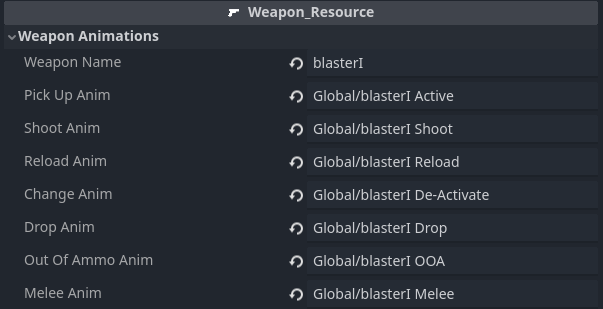 Weapon_Resource
Weapon Animations
Weapon Name blasterI
Pick Up Anim Global/blasterI Active
Shoot Anim Global/blasterI Shoot
Reload Anim Global/blasterI Reload
Change Anim Global/blasterI De-Activate
Drop Anim Global/blasterI Drop
Out Of Ammo Anim Global/blasterI OOA
Melee Anim Global/blasterI Melee